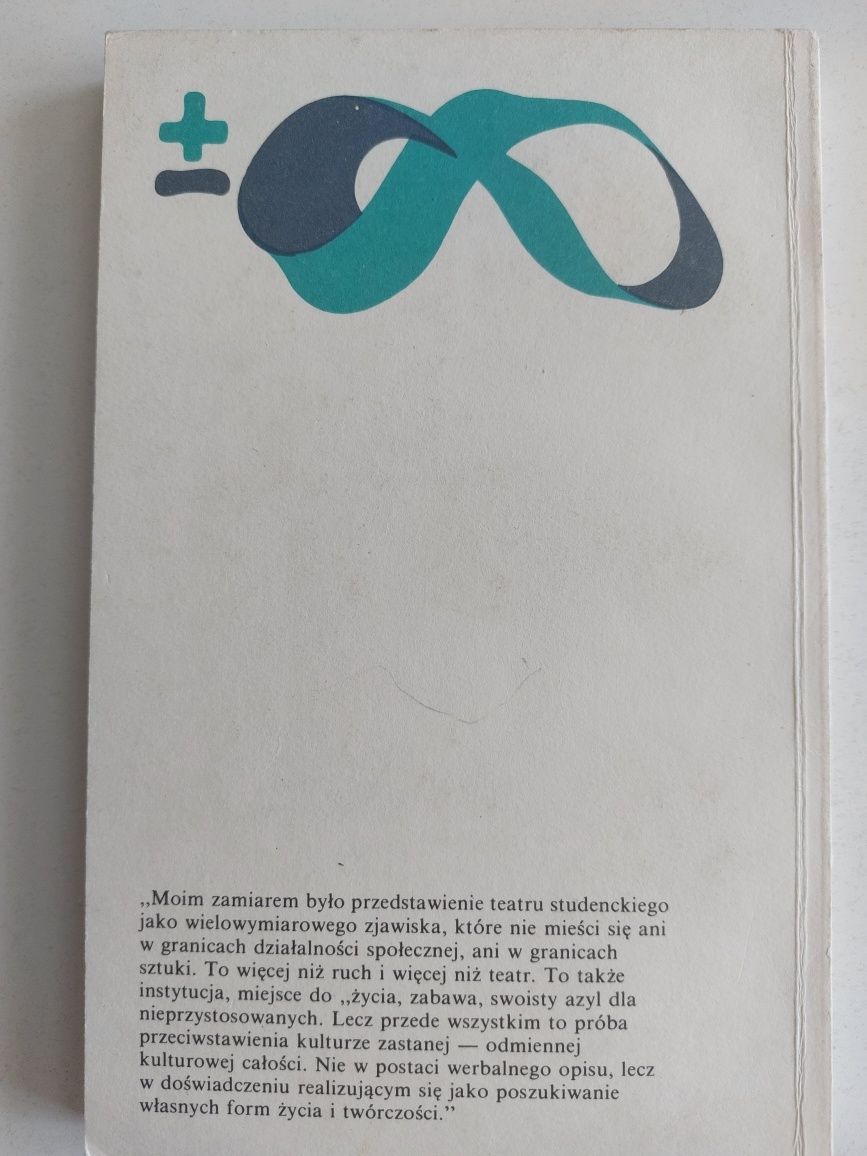 ±
„Moim zamiarem było przedstawienie teatru studenckiego
jako wielowymiarowego zjawiska, które nie mieści się ani
w granicach działalności społecznej, ani w granicach
sztuki. To więcej niż ruch i więcej niż teatr. To także
instytucja, miejsce do „życia, zabawa, swoisty azyl dla
nieprzystosowanych. Lecz przede wszystkim to próba
przeciwstawienia kulturze zastanej — odmiennej
kulturowej całości. Nie w postaci werbalnego opisu, lecz
w doświadczeniu realizującym się jako poszukiwanie
własnych form życia i twórczości.”